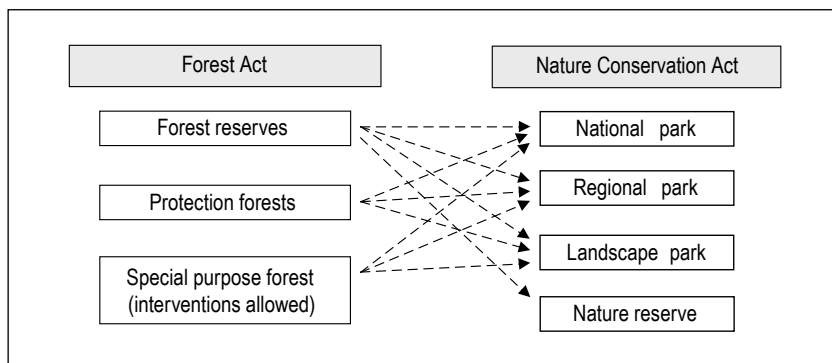 Forest Act
Forest reserves
Protection forests
Special purpose forest
(interventions allowed)
Nature Conservation Act
National park
Regional park
Landscape park
Nature reserve